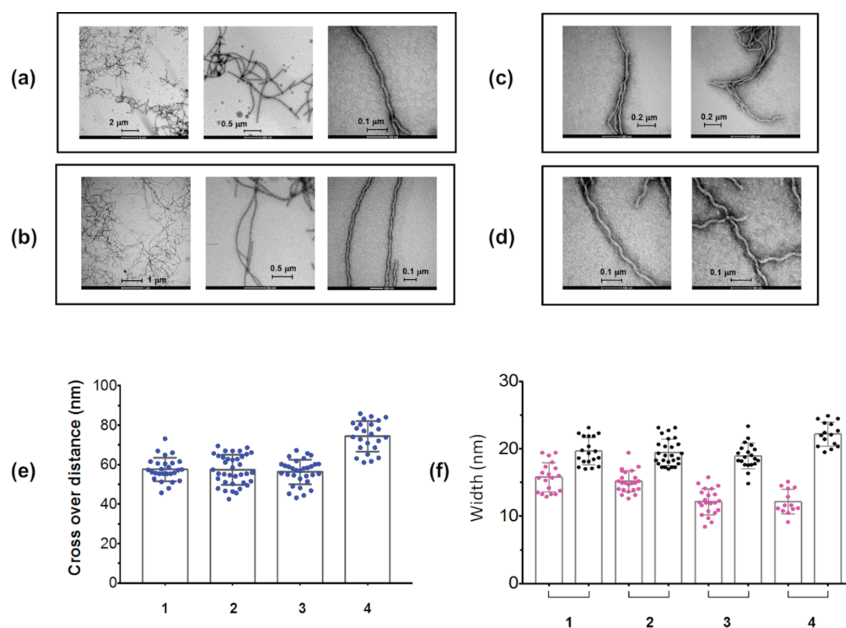 (a)
2 µm
0.5 µm
0.1 µm
(b)
1 µm
0.5 µm
0.1 µm
(c)
0.2 µm
0.2 µm
(d)
0.1 µm
0.1 µm
(e)
Cross over distance (nm)
100
80
60
40
20
0
1 2 3 4
(f)
Width (nm)
30
20
10
0
1 2 3 4